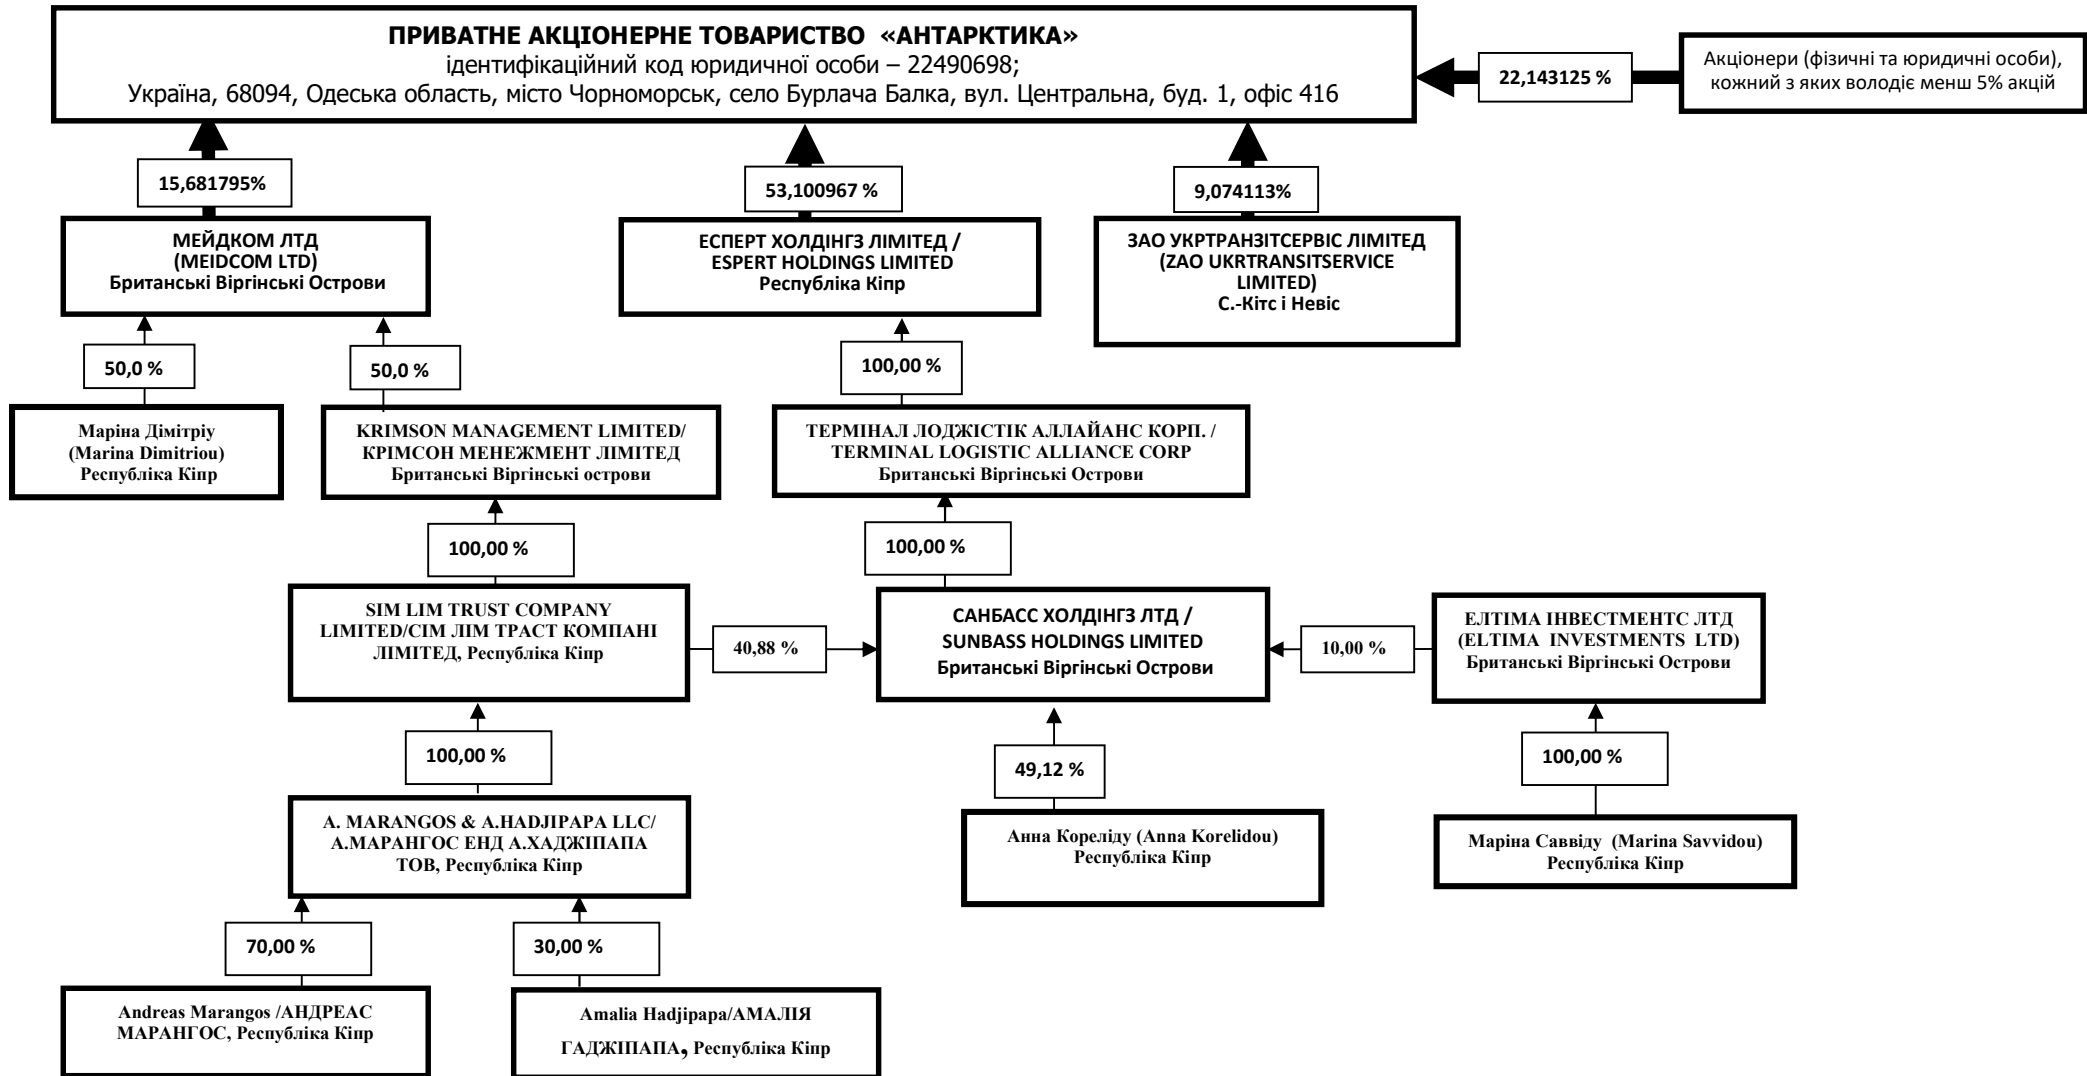 ПРИВАТНЕ АКЦІОНЕРНЕ ТОВАРИСТВО «АНТАРКТИКА»
ідентифікаційний код юридичної особи – 22490698;
Україна, 68094, Одеська область, місто Чорноморськ, село Бурлача Балка, вул. Центральна, буд. 1, офіс 416
22,143125 %
Акціонери (фізичні та юридичні особи),
кожний з яких володіє менш 5% акцій
15,681795%
53,100967 %
9,074113%
МЕЙДКОМ ЛТД
(MEIDCOM LTD)
Британські Віргінські Острови
ЕСПЕРТ ХОЛДІНГЗ ЛІМІТЕД /
ESPERT HOLDINGS LIMITED
Республіка Кіпр
ЗАО УКРТРАНЗІТСЕРВІС ЛІМІТЕД
(ZAO UKRTRANSITSERVICE
LIMITED)
С.-Кітс і Невіс
50,0 %
50,0 %
100,00 %
Маріна Дімітріу
(Marina Dimitriou)
Республіка Кіпр
KRIMSON MANAGEMENT LIMITED/
КРІМСОН МЕНЕЖМЕНТ ЛІМІТЕД
Британські Віргінські острови
ТЕРМІНАЛ ЛОДЖІСТІК АЛЛАЙАНС КОРП. /
TERMINAL LOGISTIC ALLIANCE CORP
Британські Віргінські Острови
100,00 %
100,00 %
SIM LIM TRUST COMPANY
LIMITED/СІМ ЛІМ ТРАСТ КОМПАНІ
ЛІМІТЕД, Республіка Кіпр
40,88 %
САНБАСС ХОЛДІНГЗ ЛТД /
SUNBASS HOLDINGS LIMITED
Британські Віргінські Острови
10,00 %
ЕЛТІМА ІНВЕСТМЕНТС ЛТД
(ELTIMA INVESTMENTS LTD)
Британські Віргінські Острови
100,00 %
49,12 %
100,00 %
A. MARANGOS & A.HADJIPAPA LLC/
А.МАРАНГОС ЕНД А.ХАДЖІПАПА
ТОВ, Республіка Кіпр
Анна Кореліду (Anna Korelidou)
Республіка Кіпр
Маріна Саввіду (Marina Savvidou)
Республіка Кіпр
70,00 %
30,00 %
Andreas Marangos /АНДРЕАС
МАРАНГОС, Республіка Кіпр
Amalia Hadjipapa/АМАЛІЯ
ГАДЖІПАПА, Республіка Кіпр